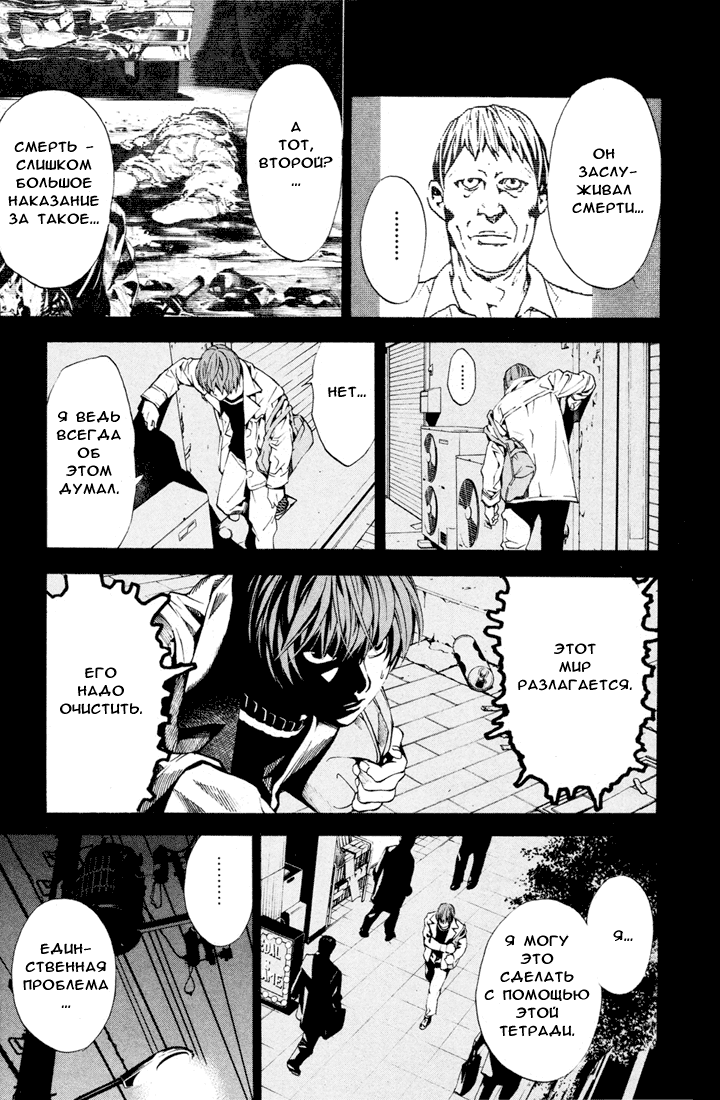 ОН
ЗАСЛУ-
ЖИВАЛ
СМЕРТИ...
.........
А
ТОТ,
ВТОРОЙ?
...
СМЕРТЬ -
СЛИШКОМ
БОЛЬШОЕ
НАКАЗАНИЕ
ЗА ТАКОЕ...
......
НЕТ...
Я ВЕДЬ
ВСЕГДА
ОБ
ЭТОМ
ДУМАЛ.
ЭТОТ
МИР
РАЗЛАГАЕТСЯ.
ЕГО
НАДО
ОЧИСТИТЬ.
Я...
Я МОГУ
ЭТО
СДЕЛАТЬ
С ПОМОЩЬЮ
ЭТОЙ
ТЕТРАДИ.
.......
ЕДИН-
СТВЕННАЯ
ПРОБЛЕМА
...